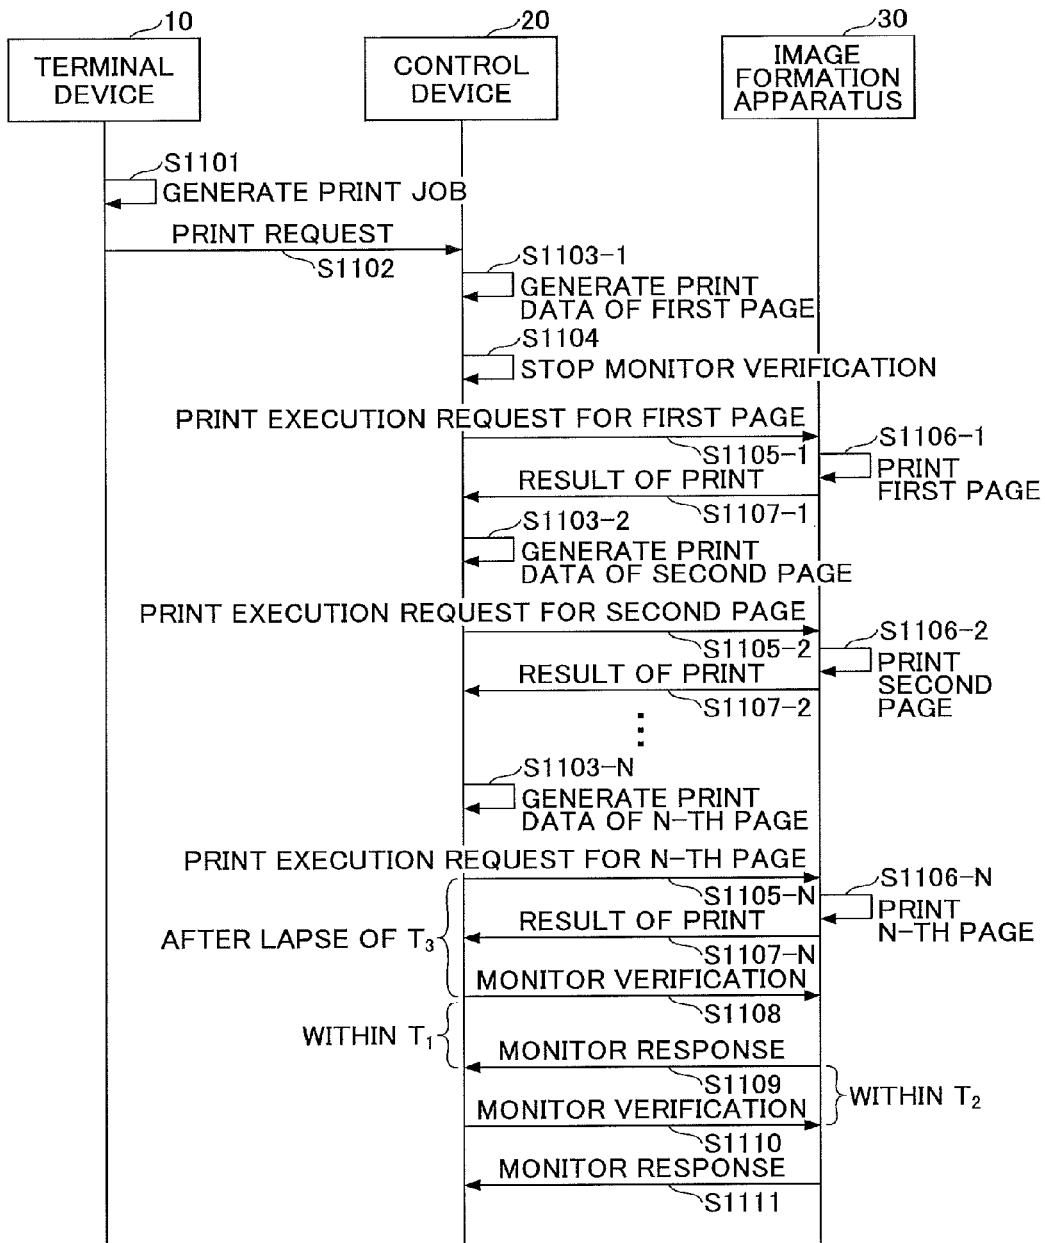 10
20
30
TERMINAL
DEVICE
CONTROL
DEVICE
IMAGE
FORMATION
APPARATUS
S1101
GENERATE PRINT JOB
PRINT REQUEST
S1102
S1103-1
GENERATE PRINT
DATA OF FIRST PAGE
S1104
STOP MONITOR VERIFICATION
PRINT EXECUTION REQUEST FOR FIRST PAGE
S1105-1
S1106-1
PRINT
FIRST PAGE
RESULT OF PRINT
S1107-1
S1103-2
GENERATE PRINT
DATA OF SECOND PAGE
PRINT EXECUTION REQUEST FOR SECOND PAGE
S1105-2
S1106-2
PRINT
SECOND
PAGE
RESULT OF PRINT
S1107-2
S1103-N
GENERATE PRINT
DATA OF N-TH PAGE
PRINT EXECUTION REQUEST FOR N-TH PAGE
S1105-N
S1106-N
PRINT
N-TH PAGE
RESULT OF PRINT
S1107-N
AFTER LAPSE OF T₃
MONITOR VERIFICATION
S1108
WITHIN T₁
MONITOR RESPONSE
S1109
WITHIN T₂
MONITOR VERIFICATION
S1110
MONITOR RESPONSE
S1111